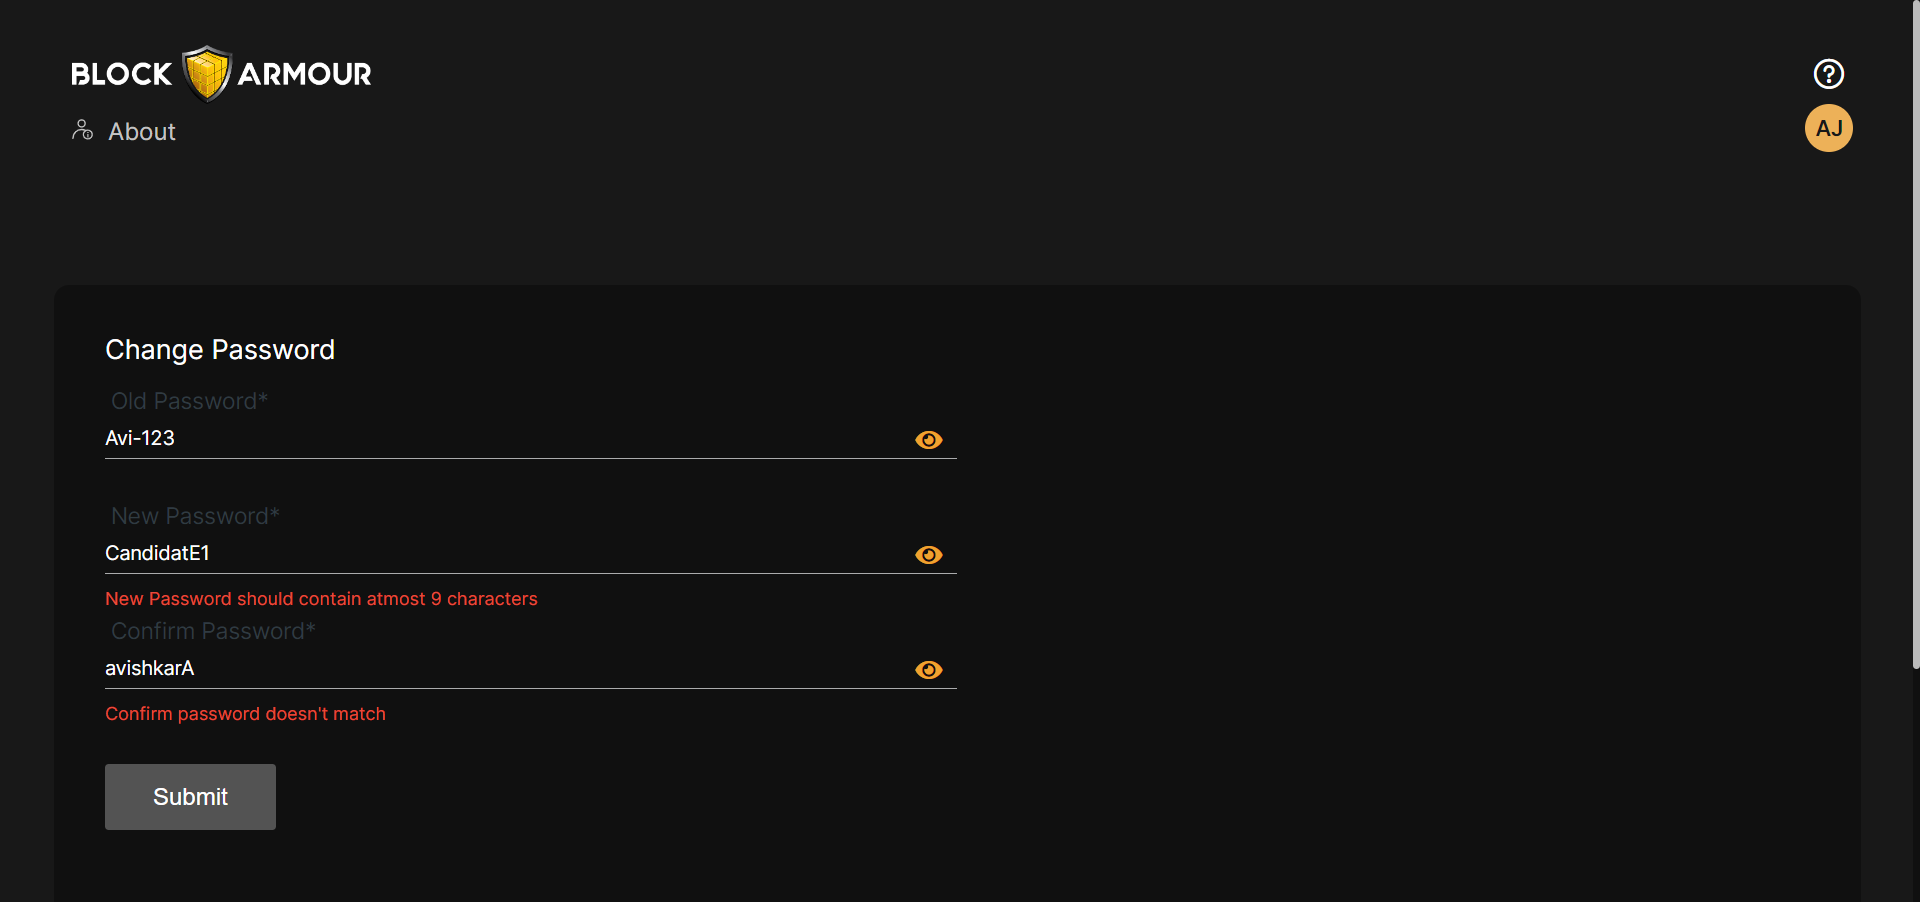 BLOCK ARMOUR
About
AJ
Change Password
Old Password*
Avi-123
New Password*
CandidatE1
New Password should contain atmost 9 characters
Confirm Password*
avishkarA
Confirm password doesn't match
Submit